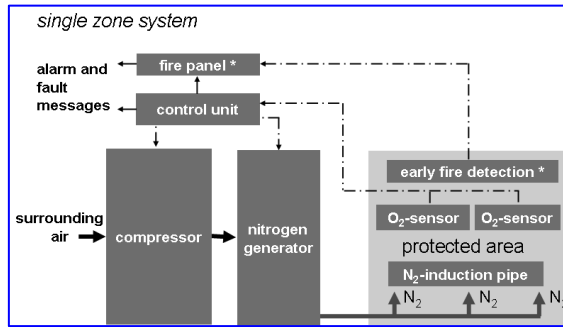 single zone system
fire panel *
alarm and
fault
messages
control unit
early fire detection *
O₂-sensor
O₂-sensor
surrounding
air
compressor
nitrogen
generator
protected area
N₂-induction pipe
N₂
N₂
N₂